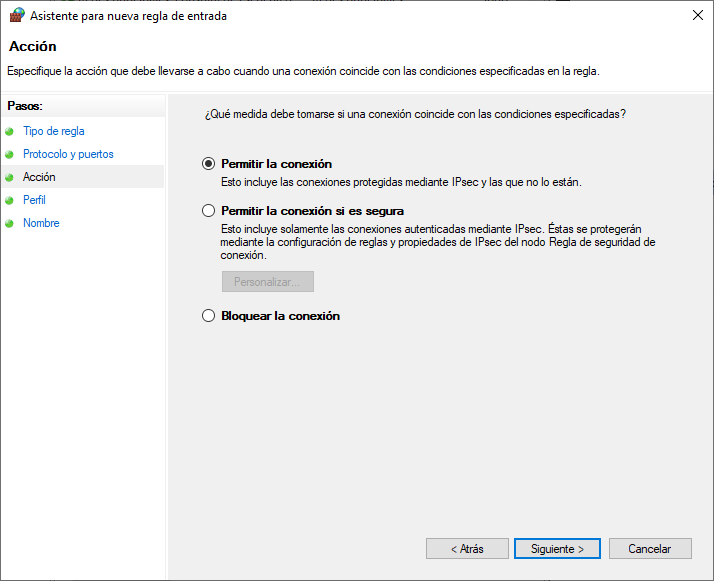 Asistente para nueva regla de entrada
Acción
Especifique la acción que debe llevarse a cabo cuando una conexión coincide con las condiciones especificadas en la regla.
Pasos:
Tipo de regla
Protocolo y puertos
Acción
Perfil
Nombre
¿Qué medida debe tomarse si una conexión coincide con las condiciones especificadas?
Permitir la conexión
Esto incluye las conexiones protegidas mediante IPsec y las que no lo están.
Permitir la conexión si es segura
Esto incluye solamente las conexiones autenticadas mediante IPsec. Éstas se protegerán
mediante la configuración de reglas y propiedades de IPsec del nodo Regla de seguridad de
conexión.
Personalizar...
Bloquear la conexión
< Atrás
Siguiente >
Cancelar